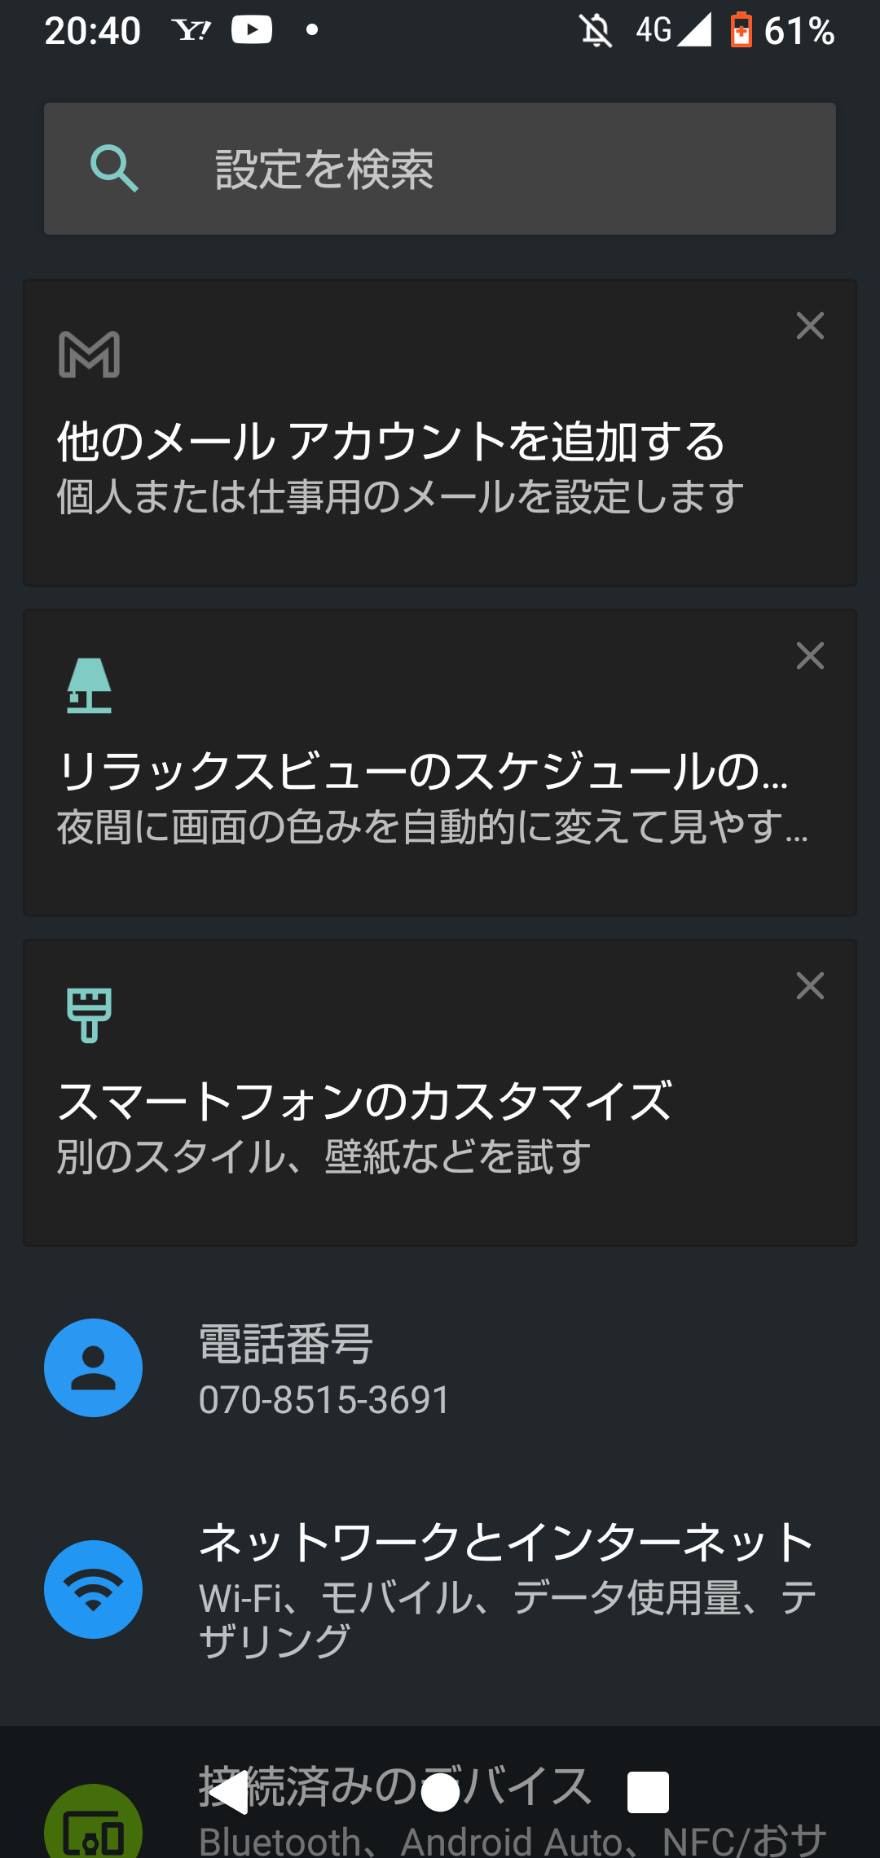 20:40 Y! 4G 61%
設定を検索
他のメール アカウントを追加する
個人または仕事用のメールを設定します
リラックスビューのスケジュールの...
夜間に画面の色みを自動的に変えて見やす...
スマートフォンのカスタマイズ
別のスタイル、壁紙などを試す
電話番号
070-8515-3691
ネットワークとインターネット
Wi-Fi、モバイル、データ使用量、テ
ザリング
接続済みのデバイス
Bluetooth、Android Auto、NFC/おサ